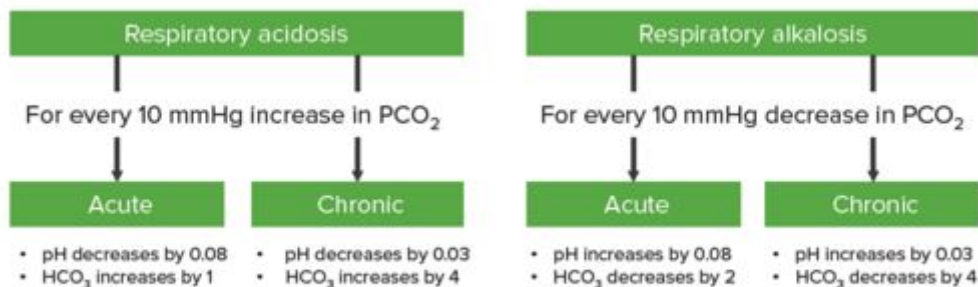 Respiratory acidosis
For every 10 mmHg increase in PCO₂
Acute
• pH decreases by 0.08
• HCO₃ increases by 1
Chronic
• pH decreases by 0.03
• HCO₃ increases by 4
Respiratory alkalosis
For every 10 mmHg decrease in PCO₂
Acute
• pH increases by 0.08
• HCO₃ decreases by 2
Chronic
• pH increases by 0.03
• HCO₃ decreases by 4